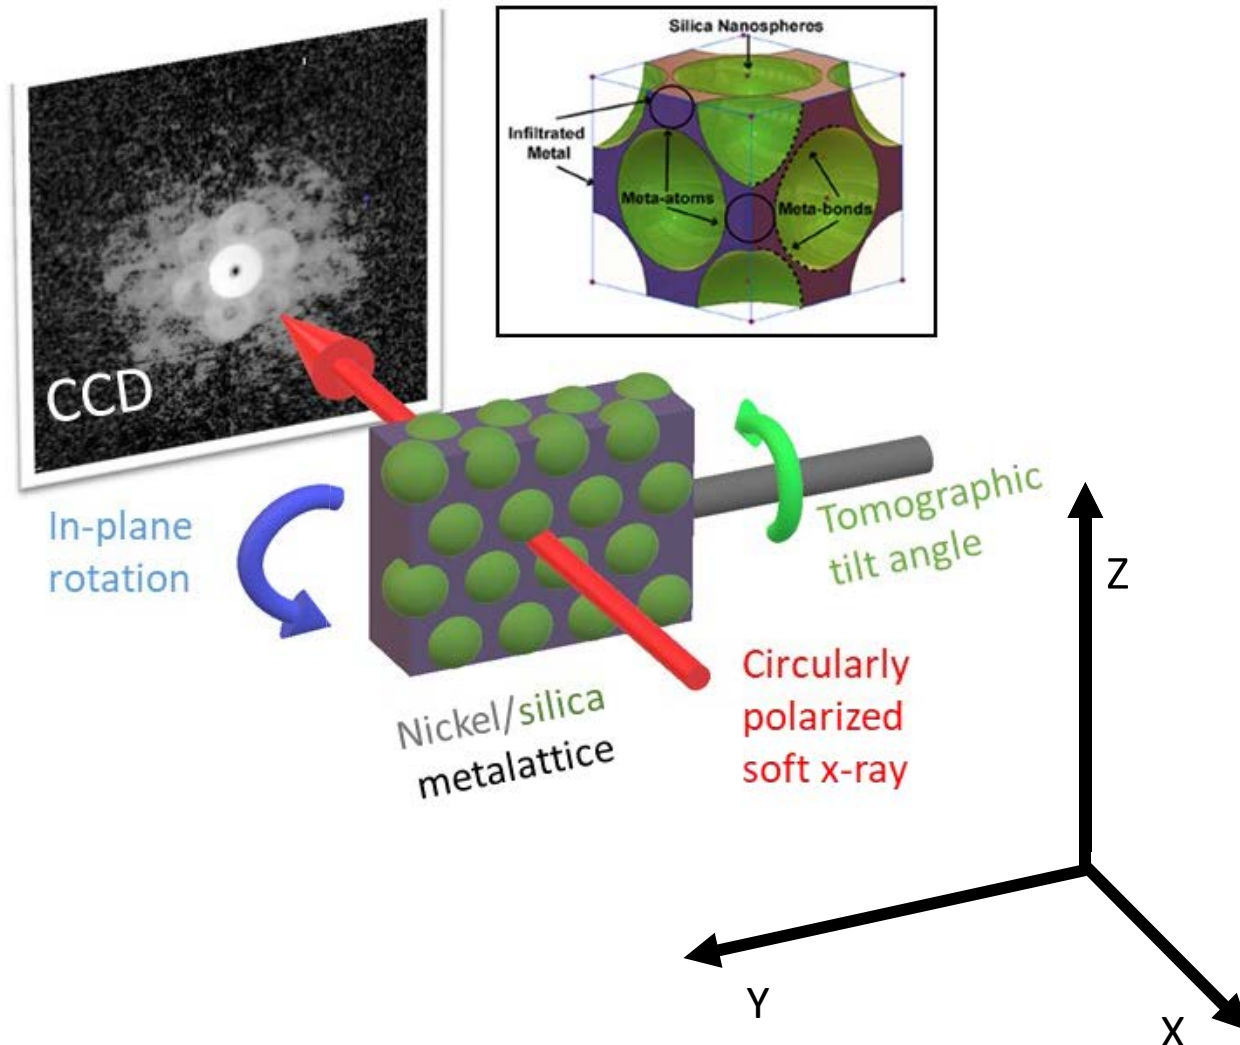 Silica Nanospheres
Infiltrated
Metal
Meta-atoms
Meta-bonds
CCD
In-plane
rotation
Tomographic
tilt angle
Z
Nickel/silica
metalattice
Circularly
polarized
soft x-ray
Y
X